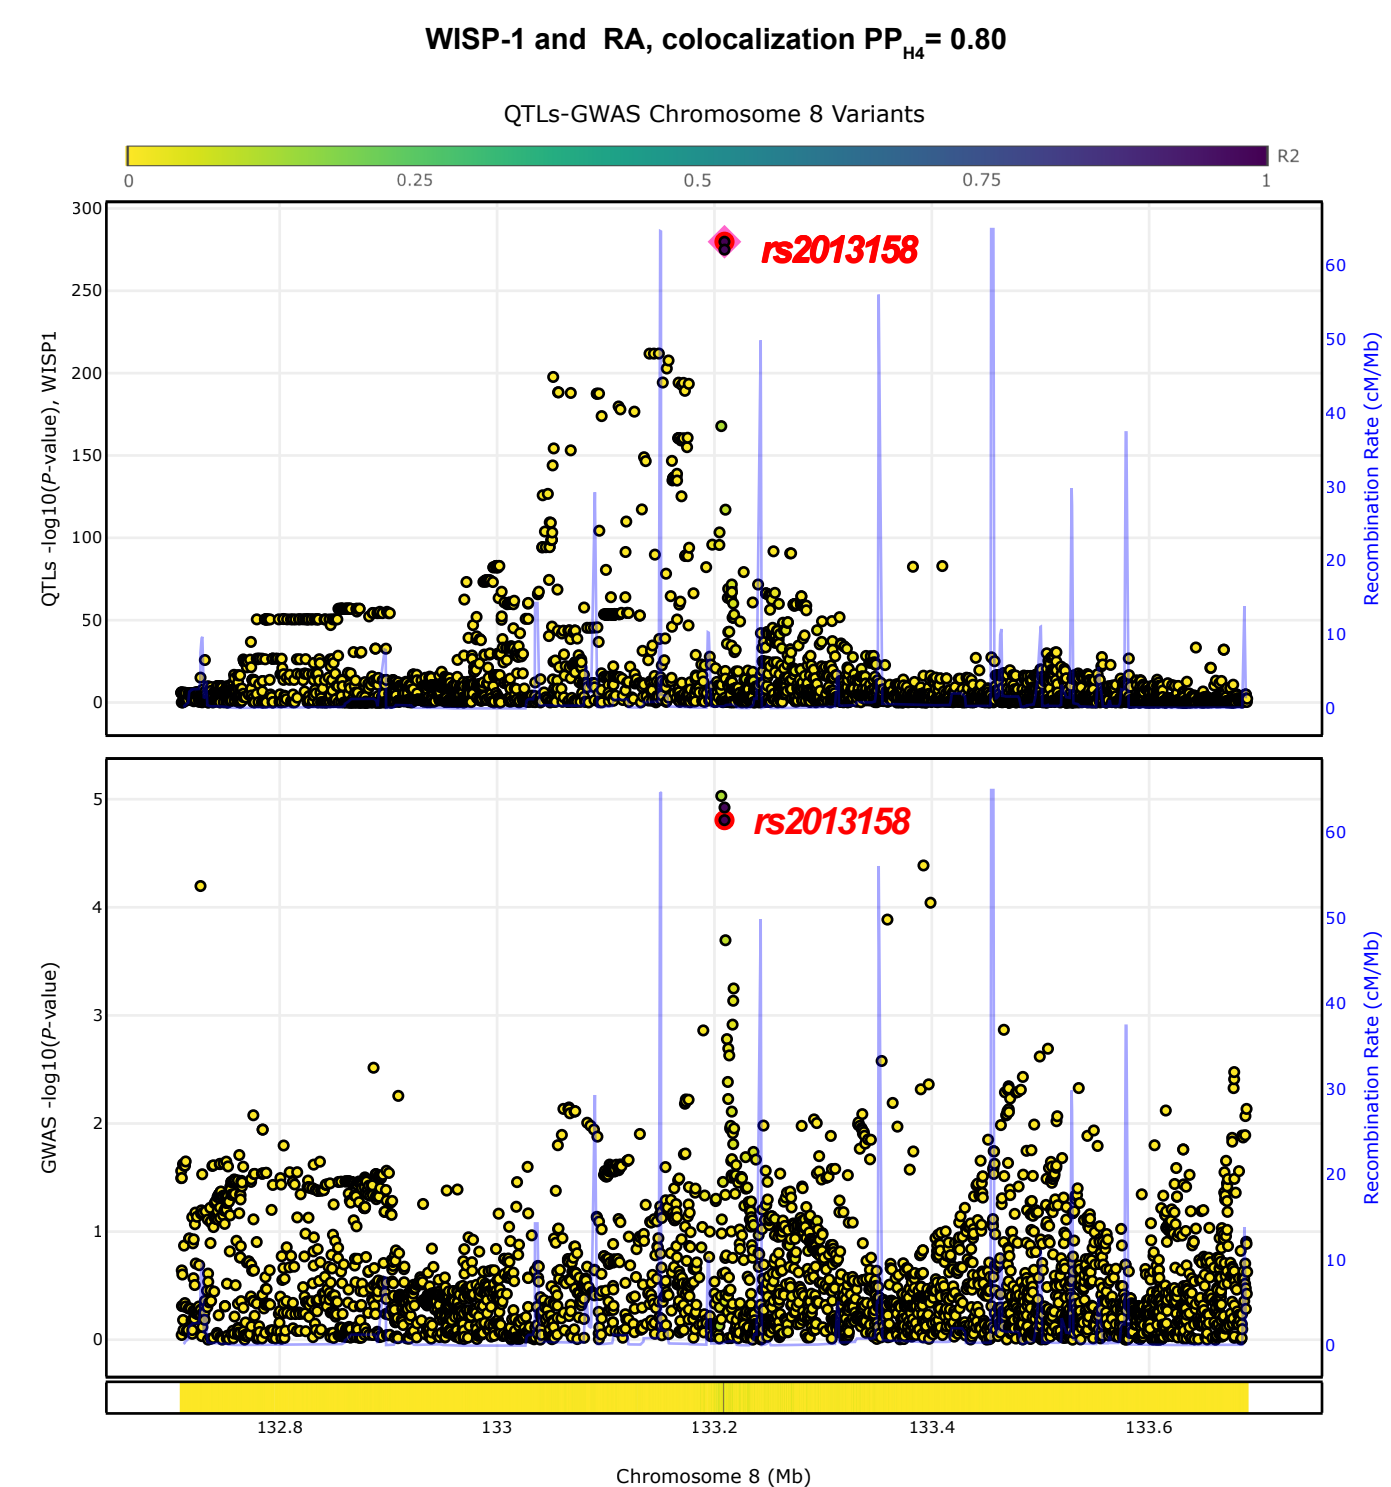 WISP-1 and RA, colocalization PPH4= 0.80
QTLs-GWAS Chromosome 8 Variants
R2
0 0.25 0.5 0.75 1
QTLs -log10(P-value), WISP1
300
250
200
150
100
50
0
rs2013158
60
50
40
30
20
10
0
Recombination Rate (cM/Mb)
GWAS -log10(P-value)
5
4
3
2
1
0
rs2013158
60
50
40
30
20
10
0
Recombination Rate (cM/Mb)
132.8 133 133.2 133.4 133.6
Chromosome 8 (Mb)